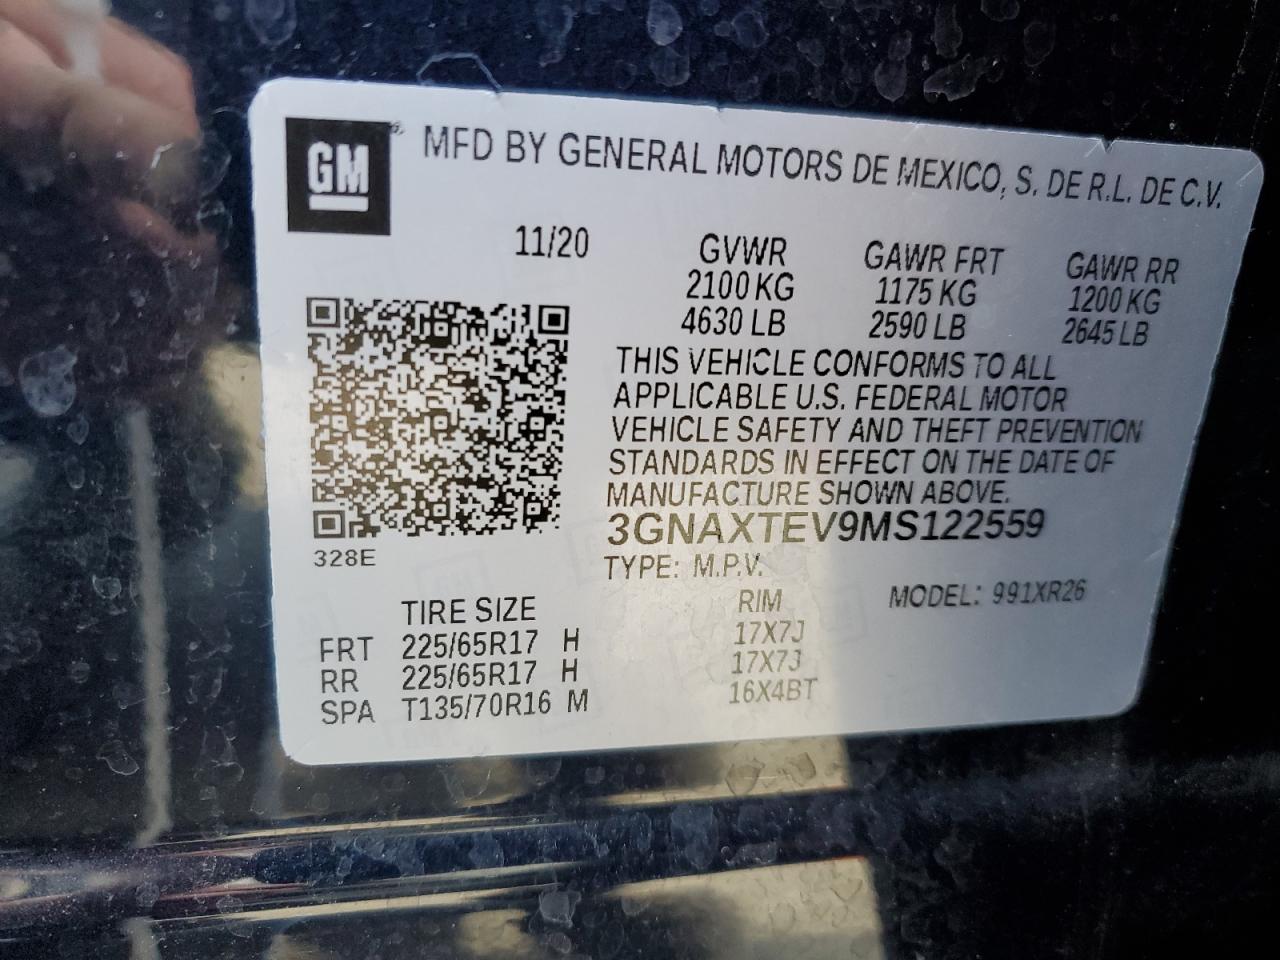 GM
MFD BY GENERAL MOTORS DE MEXICO, S. DE R.L. DE C.V.
11/20
GVWR GAWR FRT GAWR RR
2100 KG 1175 KG 1200 KG
4630 LB 2590 LB 2645 LB
THIS VEHICLE CONFORMS TO ALL
APPLICABLE U.S. FEDERAL MOTOR
VEHICLE SAFETY AND THEFT PREVENTION
STANDARDS IN EFFECT ON THE DATE OF
MANUFACTURE SHOWN ABOVE.
3GNAXTEV9MS122559
328E
TYPE: M.P.V. MODEL: 991XR26
TIRE SIZE RIM
FRT 225/65R17 H 17X7J
RR 225/65R17 H 17X7J
SPA T135/70R16 M 16X4BT